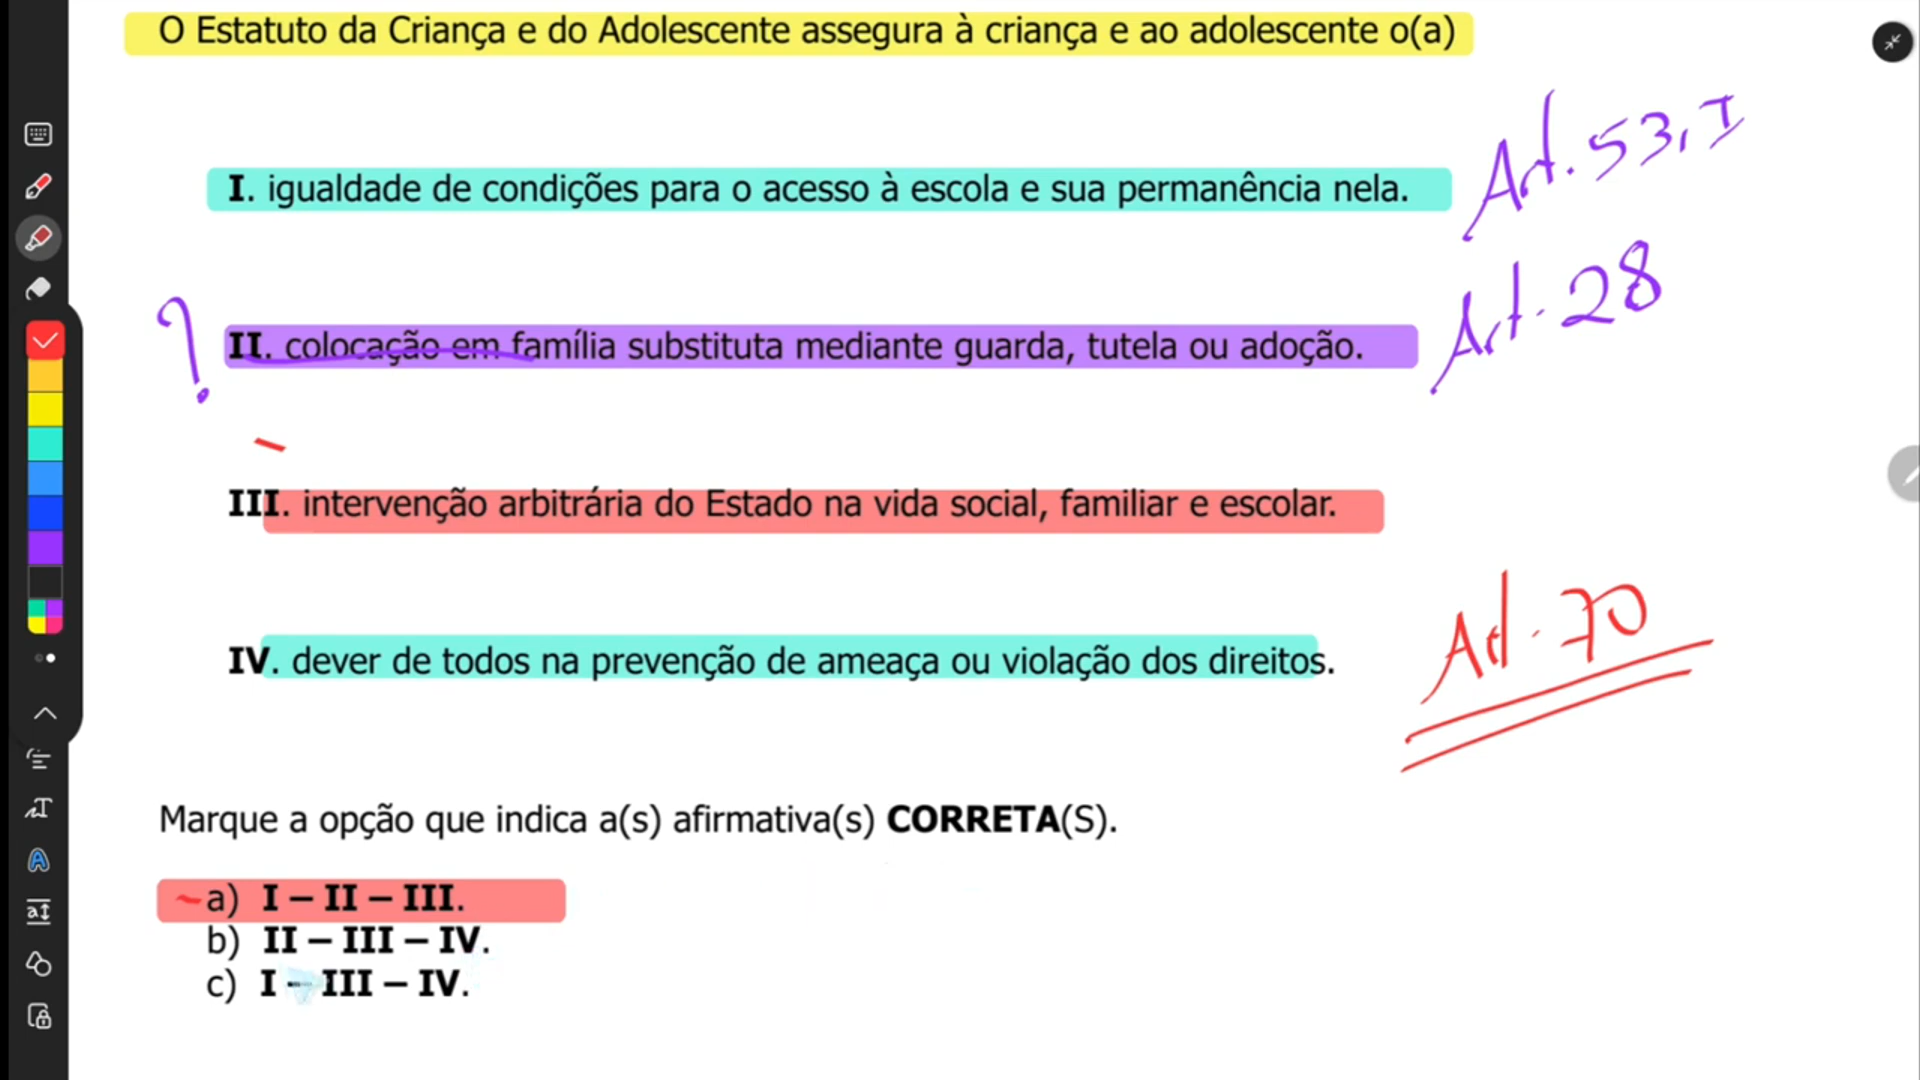 O Estatuto da Criança e do Adolescente assegura à criança e ao adolescente o(a)
I. igualdade de condições para o acesso à escola e sua permanência nela.
Art. 53, I
? II. colocação em família substituta mediante guarda, tutela ou adoção.
Art. 28
III. intervenção arbitrária do Estado na vida social, familiar e escolar.
IV. dever de todos na prevenção de ameaça ou violação dos direitos.
Art. 70
Marque a opção que indica a(s) afirmativa(s) CORRETA(S).
a) I – II – III.
b) II – III – IV.
c) I – III – IV.